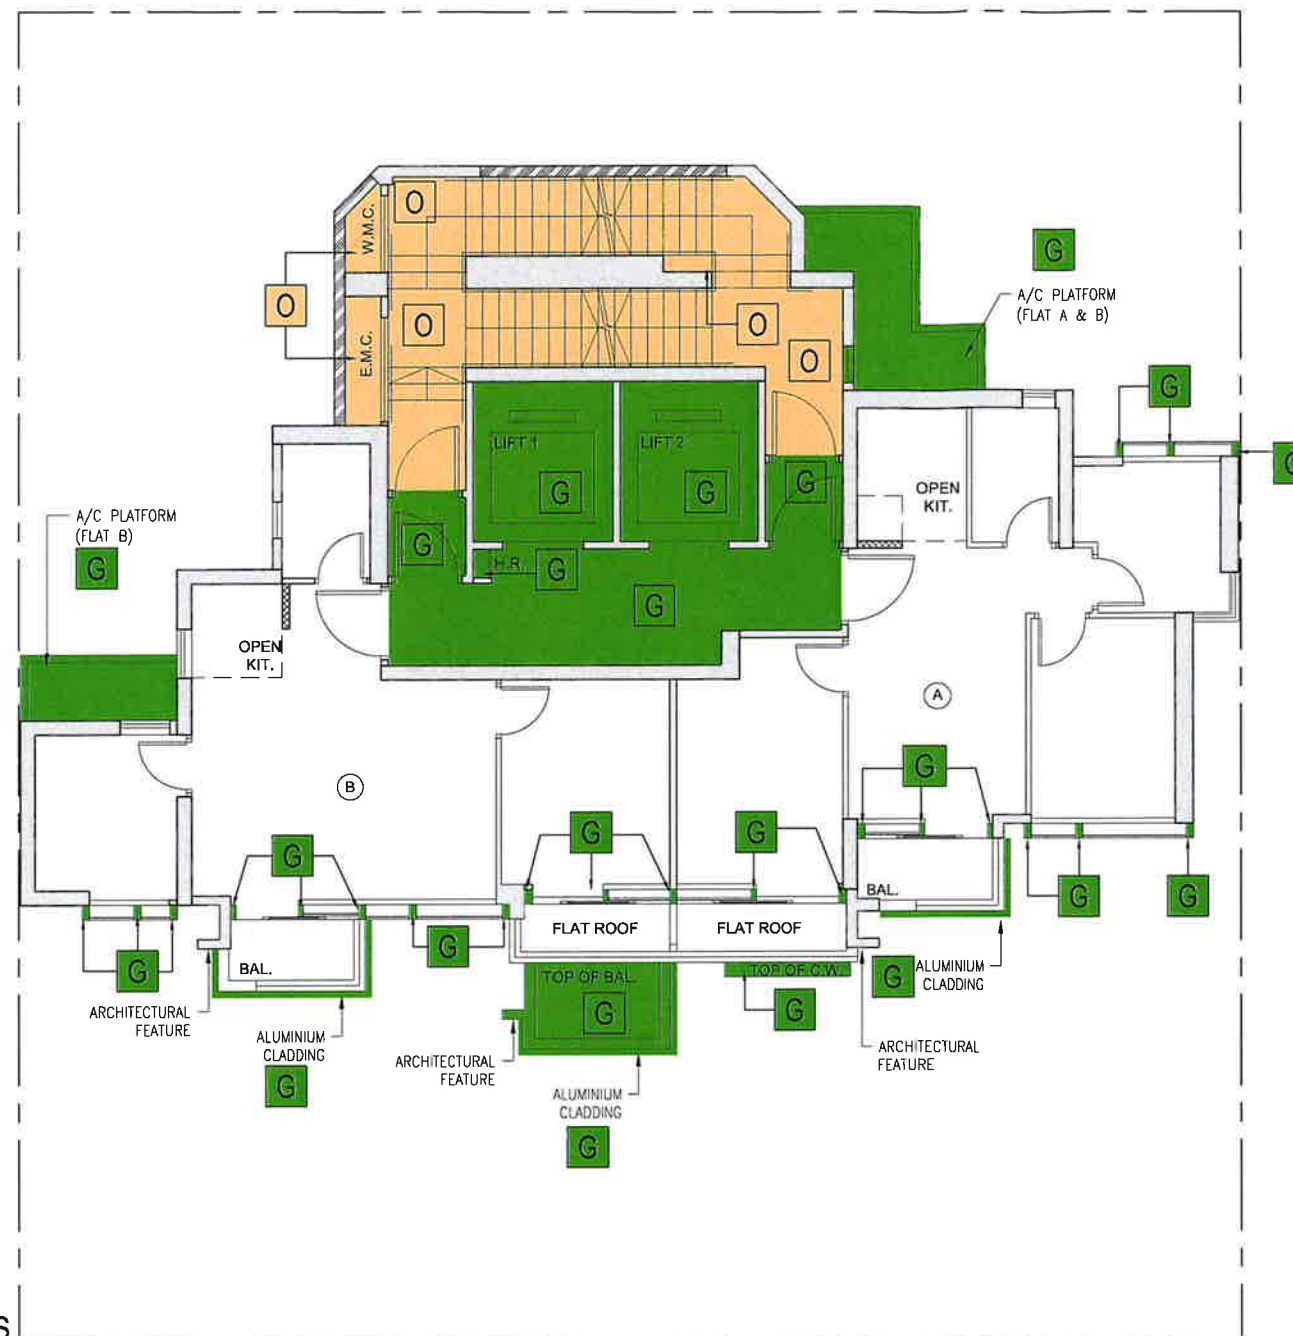 O
W.M.C.
G
O
A/C PLATFORM
(FLAT A & B)
O
O
E.M.C.
O
G
LIFT 1
LIFT 2
G
G
G
G
OPEN
KIT.
A/C PLATFORM
(FLAT B)
G
G
H.R.
G
G
OPEN
KIT.
A
B
G
G
G
G
BAL.
G
G
FLAT ROOF
FLAT ROOF
G
BAL.
G
TOP OF BAL.
TOP OF C.W.
G
ALUMINIUM
CLADDING
G
G
ARCHITECTURAL
FEATURE
ALUMINIUM
CLADDING
G
ARCHITECTURAL
FEATURE
ARCHITECTURAL
FEATURE
ALUMINIUM
CLADDING
G
S